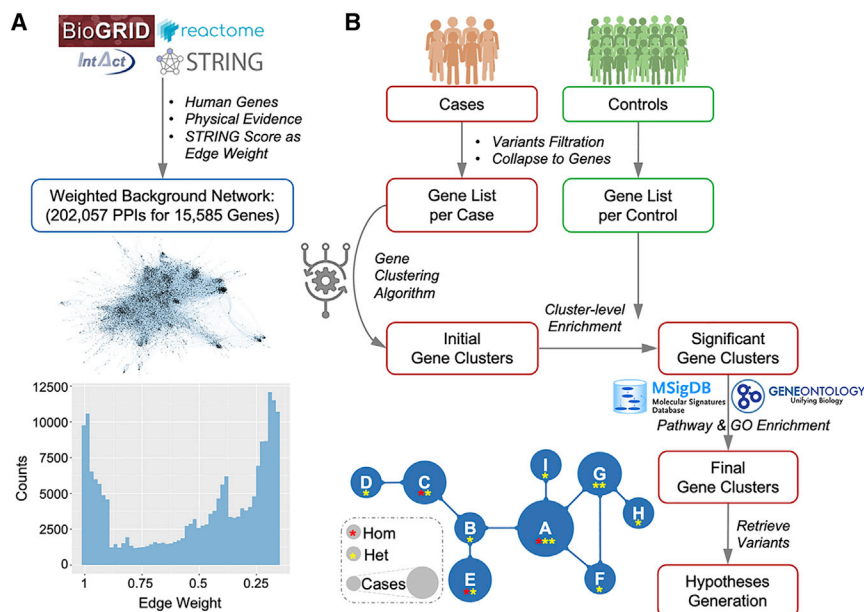 A
BioGRID
reactome
IntAct
STRING
• Human Genes
• Physical Evidence
• STRING Score as
Edge Weight
Weighted Background Network:
(202,057 PPIs for 15,585 Genes)
12500
10000
7500
5000
2500
0
Counts
1
0.75
0.5
0.25
Edge Weight
B
Cases
Controls
• Variants Filtration
• Collapse to Genes
Gene List
per Case
Gene List
per Control
Gene
Clustering
Algorithm
Cluster-level
Enrichment
Initial
Gene Clusters
Significant
Gene Clusters
MSigDB
Molecular Signatures
Database
GENEONTOLOGY
Unifying Biology
Pathway & GO Enrichment
Final
Gene Clusters
Retrieve
Variants
Hypotheses
Generation
D
C
I
G
B
A
H
E
F
* Hom
* Het
Cases